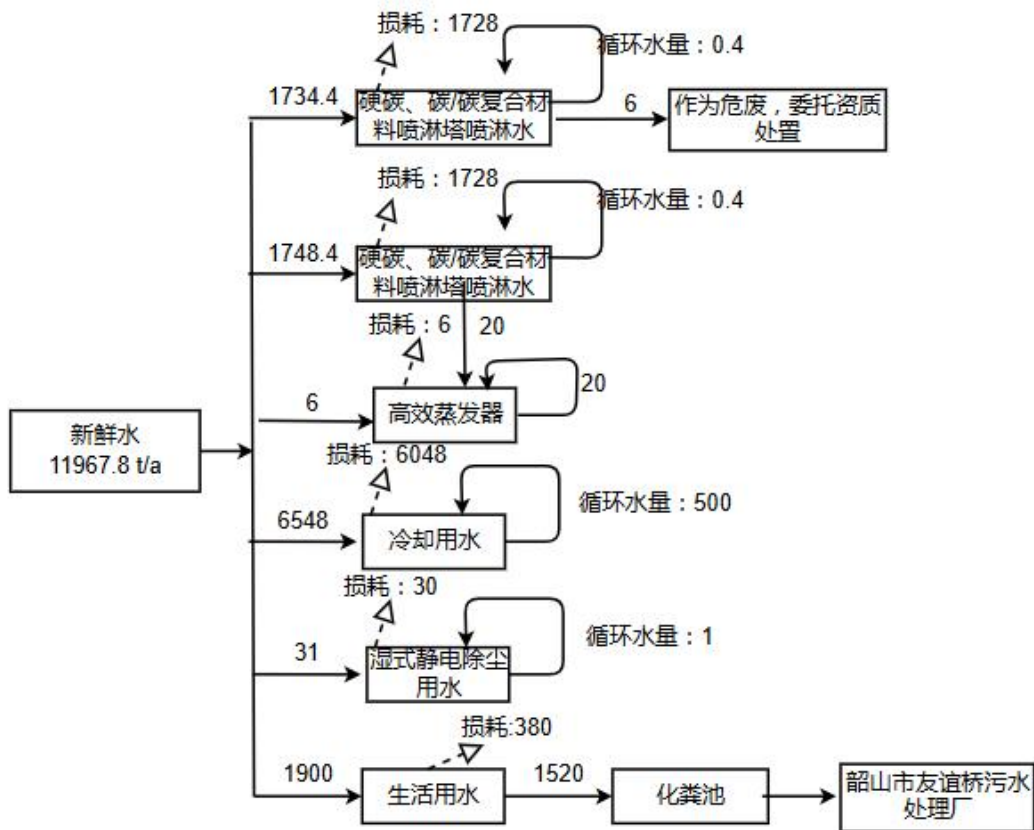 损耗：1728
循环水量：0.4
1734.4
硬碳、碳/碳复合材
料喷淋塔喷淋水
6
作为危废，委托资质
处置
损耗：1728
循环水量：0.4
1748.4
硬碳、碳/碳复合材
料喷淋塔喷淋水
损耗：6
20
6
高效蒸发器
20
新鲜水
11967.8 t/a
损耗：6048
6548
冷却用水
循环水量：500
损耗：30
31
湿式静电除尘
用水
循环水量：1
损耗:380
1900
生活用水
1520
化粪池
韶山市友谊桥污水
处理厂